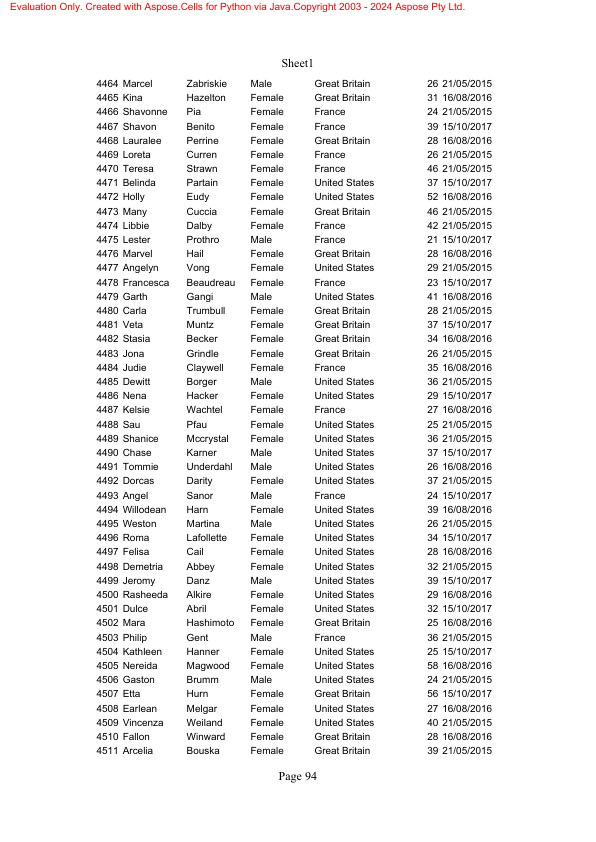 Evaluation Only. Created with Aspose.Cells for Python via Java.Copyright 2003 - 2024 Aspose Pty Ltd.
Sheet1
4464 Marcel Zabriskie Male Great Britain 26 21/05/2015
4465 Kina Hazelton Female Great Britain 31 16/08/2016
4466 Shavonne Pia Female France 24 21/05/2015
4467 Shavon Benito Female France 39 15/10/2017
4468 Lauralee Perrine Female Great Britain 28 16/08/2016
4469 Loreta Curren Female France 26 21/05/2015
4470 Teresa Strawn Female France 46 21/05/2015
4471 Belinda Partain Female United States 37 15/10/2017
4472 Holly Eudy Female United States 52 16/08/2016
4473 Many Cuccia Female Great Britain 46 21/05/2015
4474 Libbie Dalby Female France 42 21/05/2015
4475 Lester Prothro Male France 21 15/10/2017
4476 Marvel Hail Female Great Britain 28 16/08/2016
4477 Angelyn Vong Female United States 29 21/05/2015
4478 Francesca Beaudreau Female France 23 15/10/2017
4479 Garth Gangi Male United States 41 16/08/2016
4480 Carla Trumbull Female Great Britain 28 21/05/2015
4481 Veta Muntz Female Great Britain 37 15/10/2017
4482 Stasia Becker Female Great Britain 34 16/08/2016
4483 Jona Grindle Female Great Britain 26 21/05/2015
4484 Judie Claywell Female France 35 16/08/2016
4485 Dewitt Borger Male United States 36 21/05/2015
4486 Nena Hacker Female United States 29 15/10/2017
4487 Kelsie Wachtel Female France 27 16/08/2016
4488 Sau Pfau Female United States 25 21/05/2015
4489 Shanice Mccrystal Female United States 36 21/05/2015
4490 Chase Karner Male United States 37 15/10/2017
4491 Tommie Underdahl Male United States 26 16/08/2016
4492 Dorcas Darity Female United States 37 21/05/2015
4493 Angel Sanor Male France 24 15/10/2017
4494 Willodean Harn Female United States 39 16/08/2016
4495 Weston Martina Male United States 26 21/05/2015
4496 Roma Lafollette Female United States 34 15/10/2017
4497 Felisa Cail Female United States 28 16/08/2016
4498 Demetria Abbey Female United States 32 21/05/2015
4499 Jeromy Danz Male United States 39 15/10/2017
4500 Rasheeda Alkire Female United States 29 16/08/2016
4501 Dulce Abril Female United States 32 15/10/2017
4502 Mara Hashimoto Female Great Britain 25 16/08/2016
4503 Philip Gent Male France 36 21/05/2015
4504 Kathleen Hanner Female United States 25 15/10/2017
4505 Nereida Magwood Female United States 58 16/08/2016
4506 Gaston Brumm Male United States 24 21/05/2015
4507 Etta Hurn Female Great Britain 56 15/10/2017
4508 Earlean Melgar Female United States 27 16/08/2016
4509 Vincenza Weiland Female United States 40 21/05/2015
4510 Fallon Winward Female Great Britain 28 16/08/2016
4511 Arcelia Bouska Female Great Britain 39 21/05/2015
Page 94